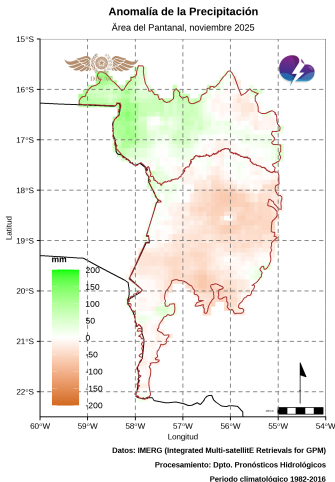 Anomalía de la Precipitación
Área del Pantanal, noviembre 2025
15°S
16°S
17°S
18°S
19°S
20°S
21°S
22°S
Latitud
mm
200
150
100
50
0
-50
-100
-150
-200
60°W 59°W 58°W 57°W 56°W 55°W 54°W
Longitud
Datos: IMERG (Integrated Multi-satellitE Retrievals for GPM)
Procesamiento: Dpto. Pronósticos Hidrológicos
Período climatológico 1982-2016